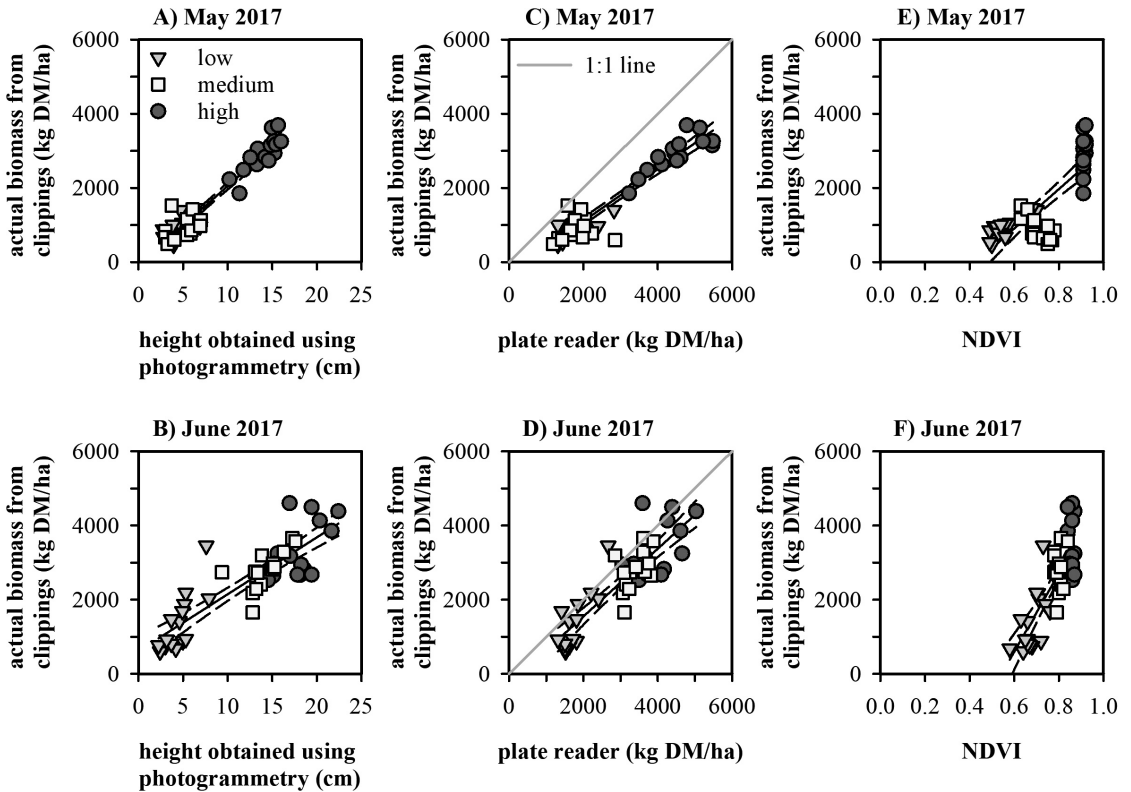 A) May 2017
C) May 2017
E) May 2017
actual biomass from
clippings (kg DM/ha)
6000
4000
2000
0
low
medium
high
0 5 10 15 20 25
height obtained using
photogrammetry (cm)
actual biomass from
clippings (kg DM/ha)
6000
4000
2000
0
1:1 line
0 2000 4000 6000
plate reader (kg DM/ha)
actual biomass from
clippings (kg DM/ha)
6000
4000
2000
0
0.0 0.2 0.4 0.6 0.8 1.0
NDVI
B) June 2017
D) June 2017
F) June 2017
actual biomass from
clippings (kg DM/ha)
6000
4000
2000
0
0 5 10 15 20 25
height obtained using
photogrammetry (cm)
actual biomass from
clippings (kg DM/ha)
6000
4000
2000
0
0 2000 4000 6000
plate reader (kg DM/ha)
actual biomass from
clippings (kg DM/ha)
6000
4000
2000
0
0.0 0.2 0.4 0.6 0.8 1.0
NDVI